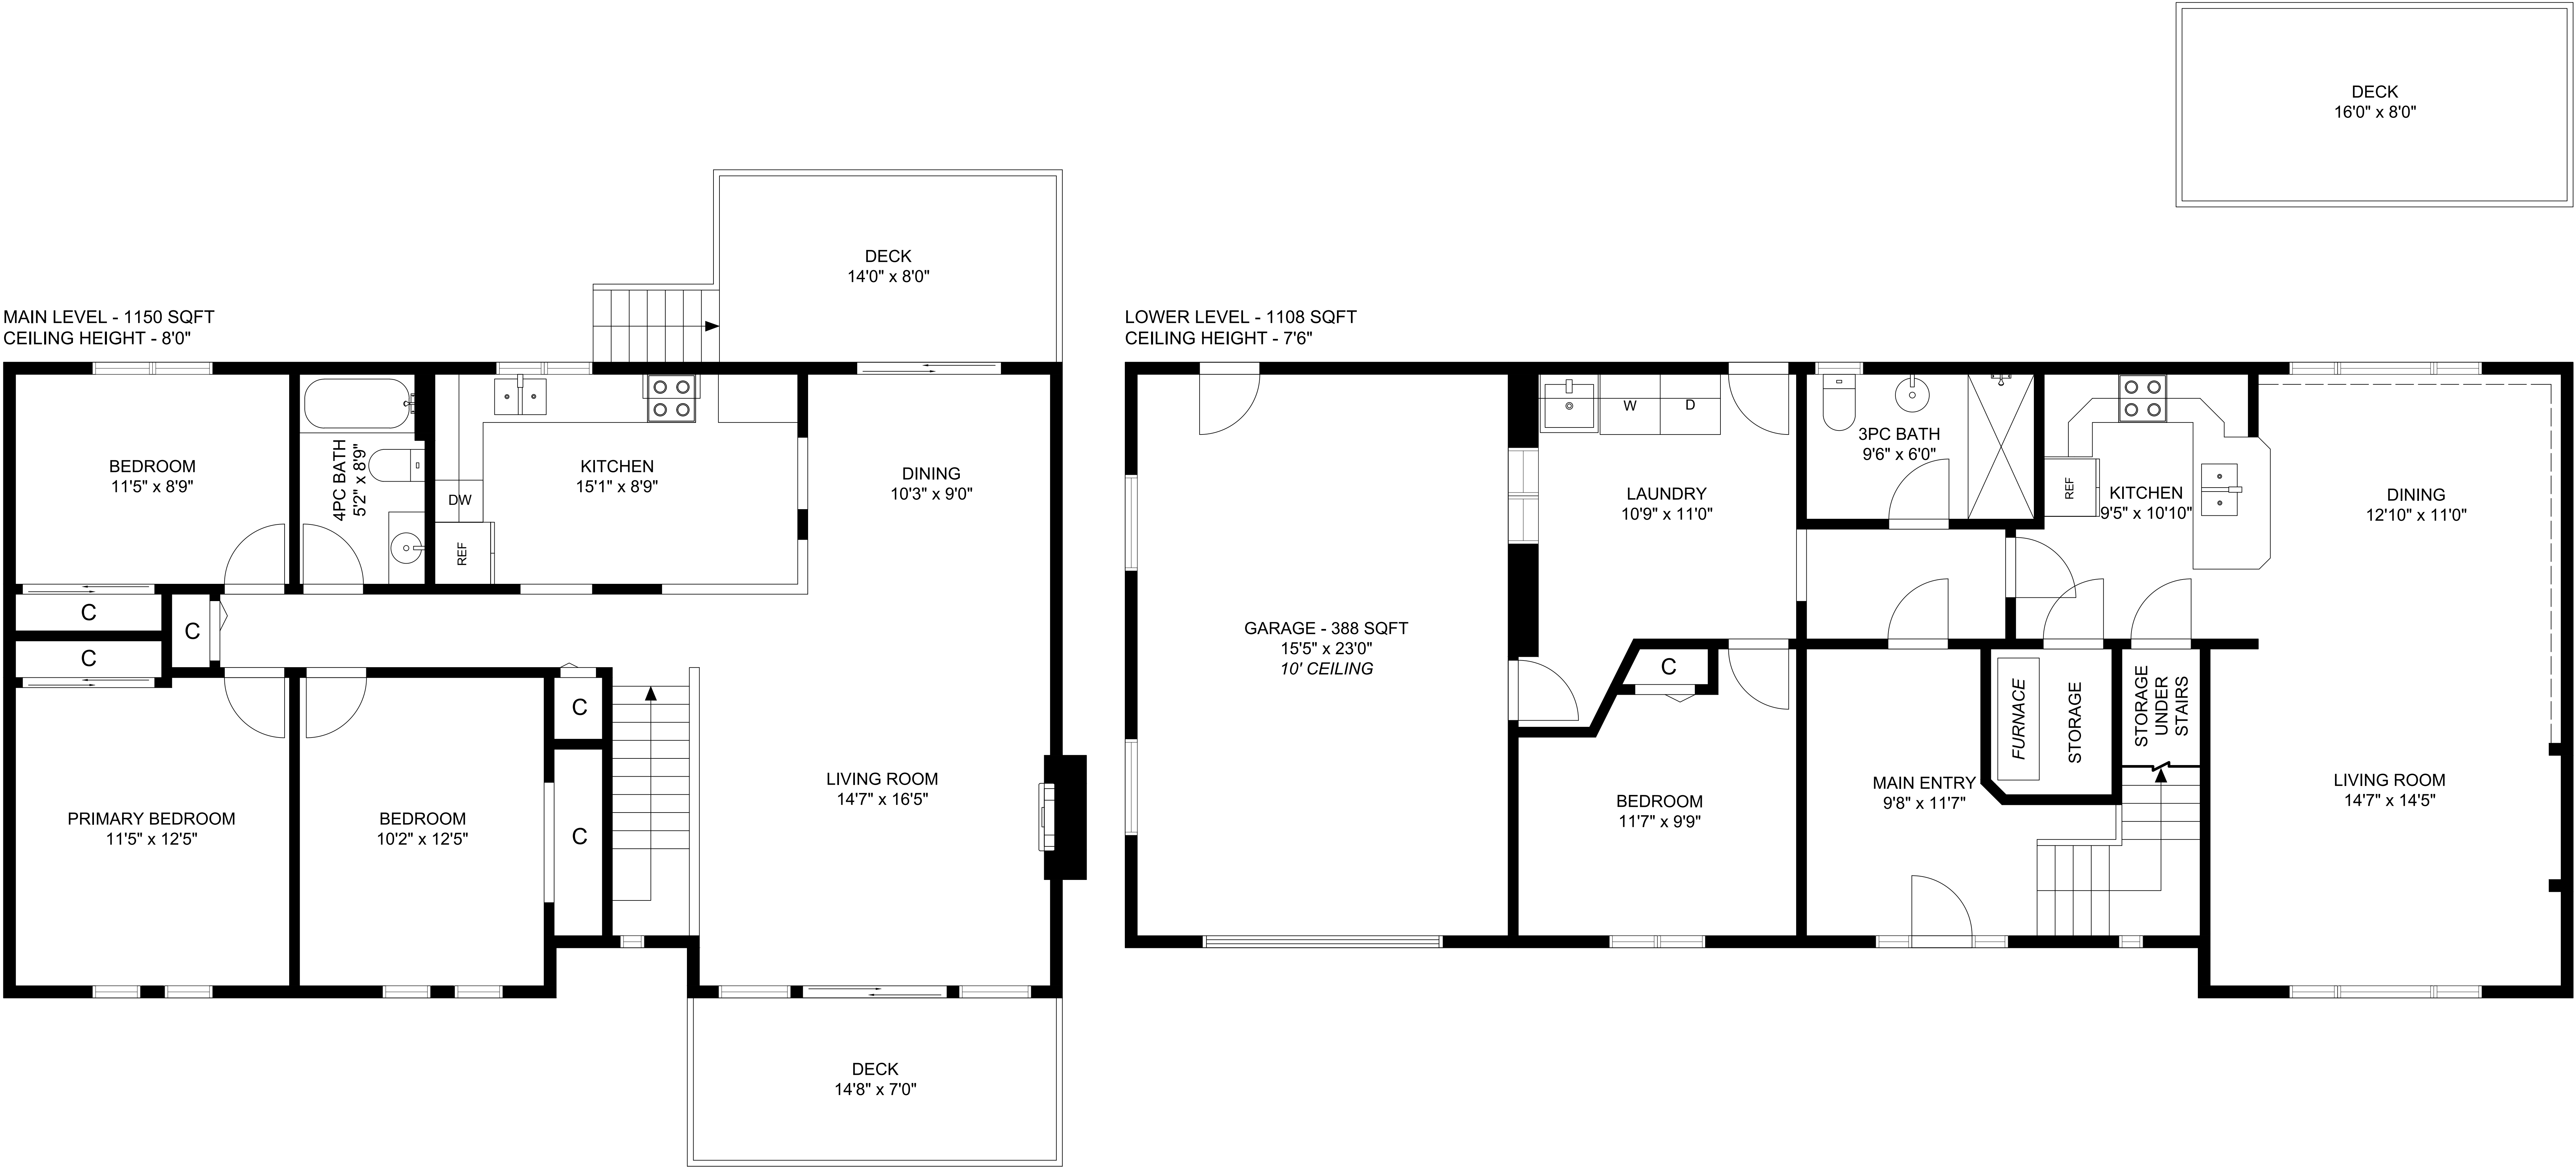 MAIN LEVEL - 1150 SQFT
CEILING HEIGHT - 8'0"
DECK
14'0" x 8'0"
BEDROOM
11'5" x 8'9"
4PC BATH
5'2" x 8'9"
KITCHEN
15'1" x 8'9"
DW
REF
DINING
10'3" x 9'0"
C
C
C
C
C
PRIMARY BEDROOM
11'5" x 12'5"
BEDROOM
10'2" x 12'5"
LIVING ROOM
14'7" x 16'5"
DECK
14'8" x 7'0"
DECK
16'0" x 8'0"
LOWER LEVEL - 1108 SQFT
CEILING HEIGHT - 7'6"
GARAGE - 388 SQFT
15'5" x 23'0"
10' CEILING
W
D
LAUNDRY
10'9" x 11'0"
3PC BATH
9'6" x 6'0"
REF
KITCHEN
9'5" x 10'10"
DINING
12'10" x 11'0"
C
BEDROOM
11'7" x 9'9"
MAIN ENTRY
9'8" x 11'7"
FURNACE
STORAGE
STORAGE
UNDER
STAIRS
LIVING ROOM
14'7" x 14'5"